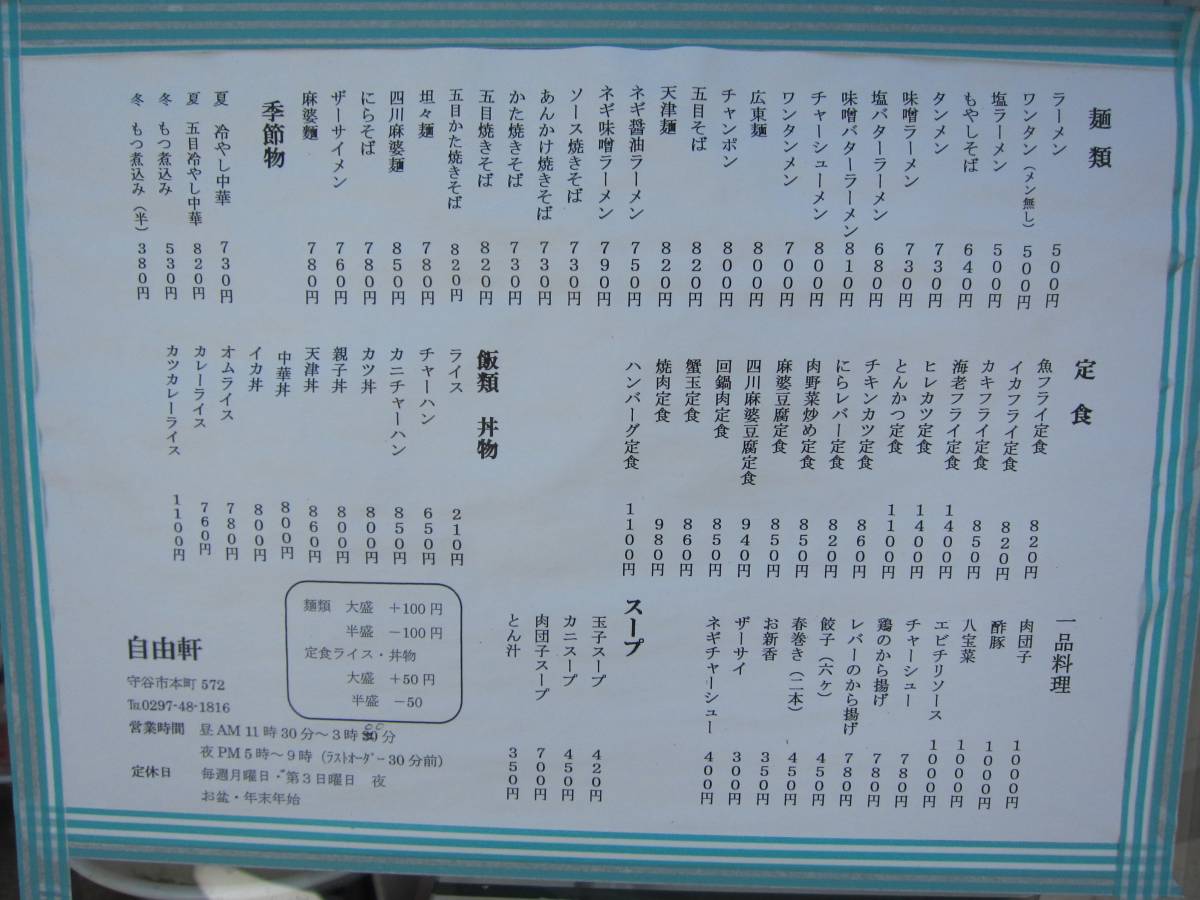 麺類
ラーメン 500円
ワンタン(メン無し) 500円
塩ラーメン 500円
もやしそば 640円
タンメン 730円
味噌ラーメン 730円
塩バターラーメン 680円
味噌バターラーメン 810円
チャーシューメン 800円
ワンタンメン 700円
広東麺 800円
チャンポン 800円
五目そば 820円
天津麺 820円
ネギ醤油ラーメン 750円
ネギ味噌ラーメン 790円
ソース焼きそば 730円
あんかけ焼きそば 730円
かた焼きそば 730円
五目焼きそば 820円
五目かた焼きそば 820円
坦々麺 780円
四川麻婆麺 850円
にらそば 780円
ザーサイメン 760円
麻婆麺 780円
季節物
夏 冷やし中華 730円
夏 五目冷やし中華 820円
冬 もつ煮込み 530円
冬 もつ煮込み(半) 380円
定食
魚フライ定食 820円
イカフライ定食 820円
カキフライ定食 850円
海老フライ定食 1400円
ヒレカツ定食 1400円
とんかつ定食 1100円
チキンカツ定食 860円
にらレバー定食 820円
肉野菜炒め定食 850円
麻婆豆腐定食 850円
四川麻婆豆腐定食 940円
回鍋肉定食 850円
蟹玉定食 860円
焼肉定食 980円
ハンバーグ定食 1100円
飯類 丼物
ライス 210円
チャーハン 650円
カニチャーハン 850円
カツ丼 800円
親子丼 800円
天津丼 860円
中華丼 800円
イカ丼 800円
オムライス 780円
カレーライス 760円
カツカレーライス 1100円
一品料理
肉団子 1000円
酢豚 1000円
八宝菜 1000円
エビチリソース 1000円
チャーシュー 780円
鶏のから揚げ 780円
レバーのから揚げ 780円
餃子(六ケ) 450円
春巻き(二本) 450円
お新香 350円
ザーサイ 300円
ネギチャーシュー 400円
スープ
玉子スープ 420円
カニスープ 450円
肉団子スープ 700円
とん汁 350円
麺類 大盛 +100円
半盛 -100円
定食ライス・丼物
大盛 +50円
半盛 -50
自由軒
守谷市本町572
℡0297-48-1816
営業時間 昼AM11時30分~3時00分
夜PM5時~9時(ラストオーダー30分前)
定休日 毎週月曜日・第3日曜日 夜
お盆・年末年始